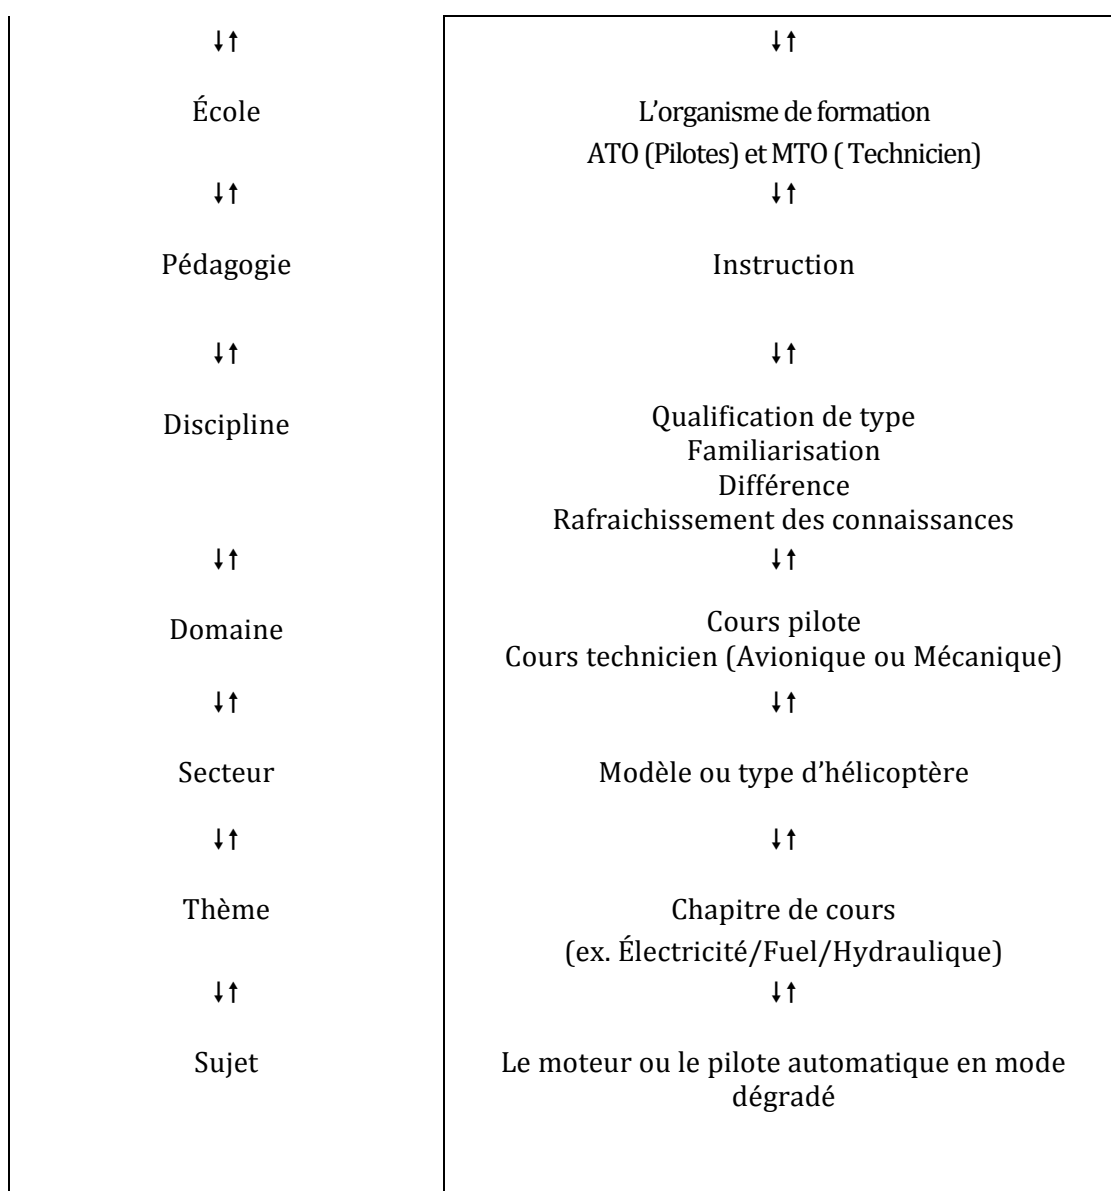 ↓↑ ↓↑
École L’organisme de formation
ATO (Pilotes) et MTO ( Technicien)
↓↑ ↓↑
Pédagogie Instruction
↓↑ ↓↑
Discipline Qualification de type
Familiarisation
Différence
Rafraichissement des connaissances
↓↑ ↓↑
Domaine Cours pilote
Cours technicien (Avionique ou Mécanique)
↓↑ ↓↑
Secteur Modèle ou type d’hélicoptère
↓↑ ↓↑
Thème Chapitre de cours
(ex. Électricité/Fuel/Hydraulique)
↓↑ ↓↑
Sujet Le moteur ou le pilote automatique en mode
dégradé